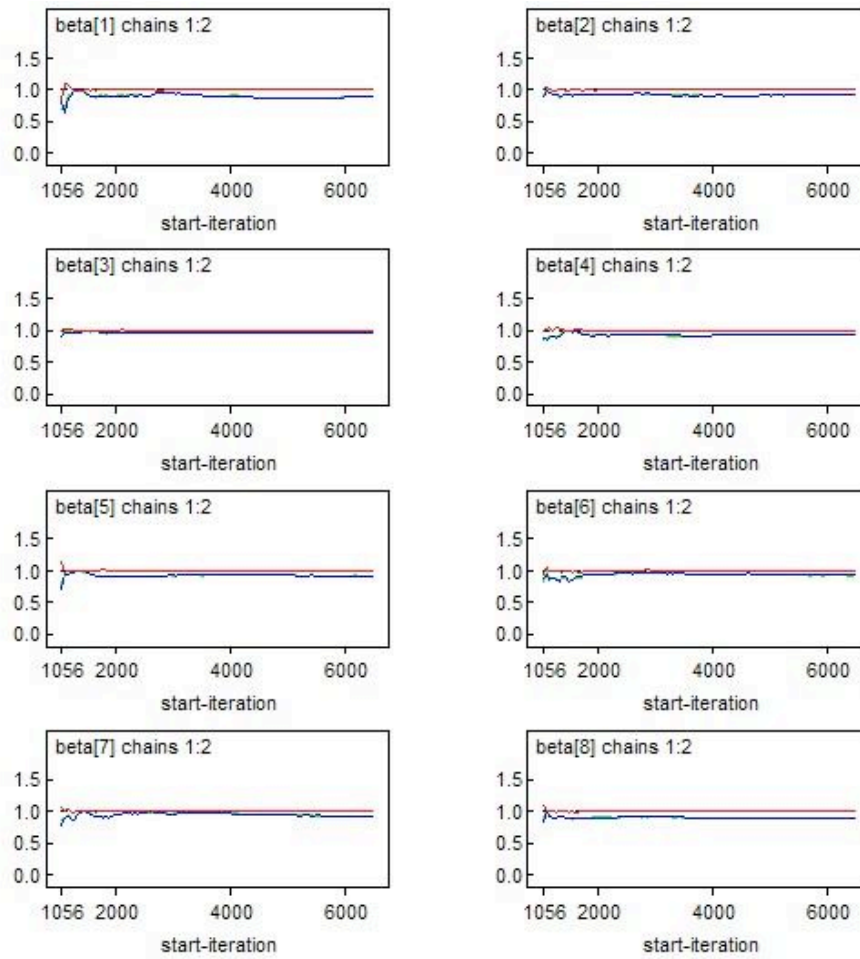 beta[1] chains 1:2
1.5
1.0
0.5
0.0
1056 2000 4000 6000
start-iteration
beta[2] chains 1:2
1.5
1.0
0.5
0.0
1056 2000 4000 6000
start-iteration
beta[3] chains 1:2
1.5
1.0
0.5
0.0
1056 2000 4000 6000
start-iteration
beta[4] chains 1:2
1.5
1.0
0.5
0.0
1056 2000 4000 6000
start-iteration
beta[5] chains 1:2
1.5
1.0
0.5
0.0
1056 2000 4000 6000
start-iteration
beta[6] chains 1:2
1.5
1.0
0.5
0.0
1056 2000 4000 6000
start-iteration
beta[7] chains 1:2
1.5
1.0
0.5
0.0
1056 2000 4000 6000
start-iteration
beta[8] chains 1:2
1.5
1.0
0.5
0.0
1056 2000 4000 6000
start-iteration